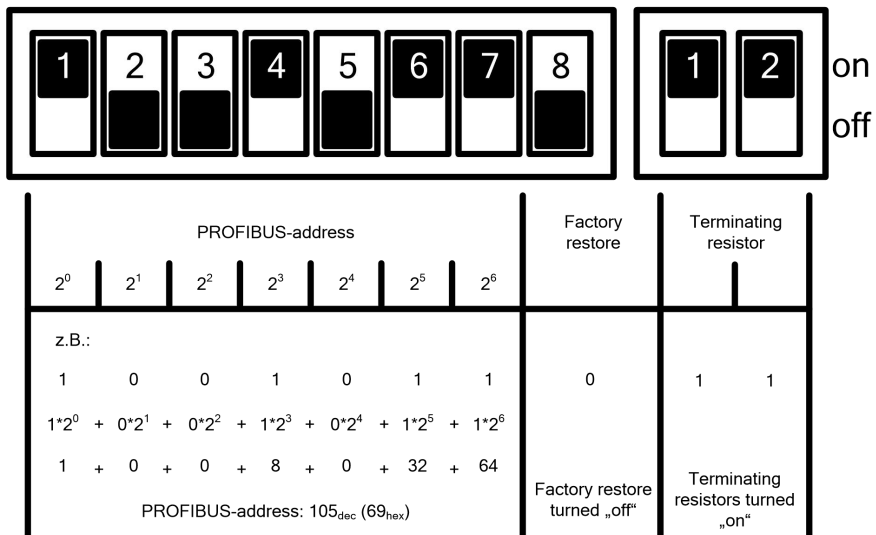 1 2 3 4 5 6 7 8 1 2 on
off
PROFIBUS-address
Factory
restore
Terminating
resistor
2⁰ 2¹ 2² 2³ 2⁴ 2⁵ 2⁶
z.B.:
1 0 0 1 0 1 1 0 1 1
1*2⁰ + 0*2¹ + 0*2² + 1*2³ + 0*2⁴ + 1*2⁵ + 1*2⁶
1 + 0 + 0 + 8 + 0 + 32 + 64
PROFIBUS-address: 105dec (69hex)
Factory restore
turned „off“
Terminating
resistors turned
„on“